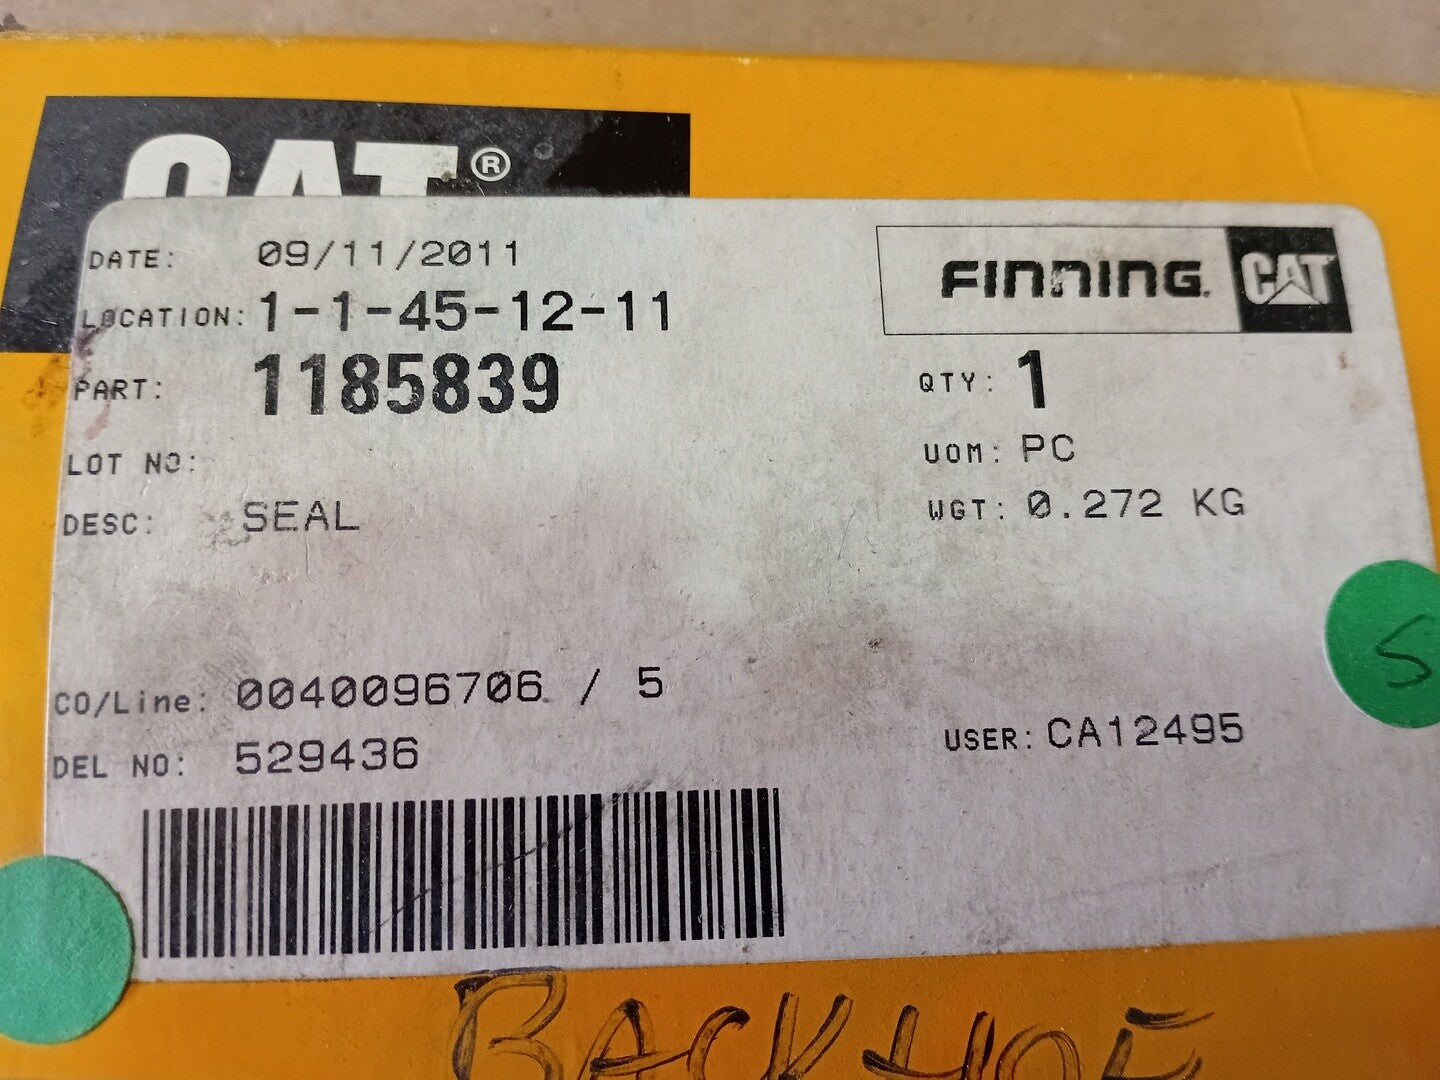 CAT®
DATE: 09/11/2011
FINNING. CAT
LOCATION: 1-1-45-12-11
PART: 1185839
QTY: 1
LOT NO:
UOM: PC
DESC: SEAL
WGT: 0.272 KG
S
CO/Line: 0040096706 / 5
USER: CA12495
DEL NO: 529436
BACKHOE